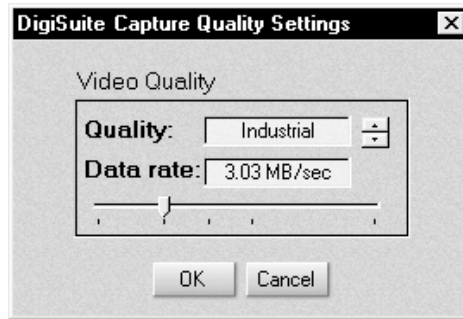 DigiSuite Capture Quality Settings
Video Quality
Quality: Industrial
Data rate: 3.03 MB/sec
OK Cancel